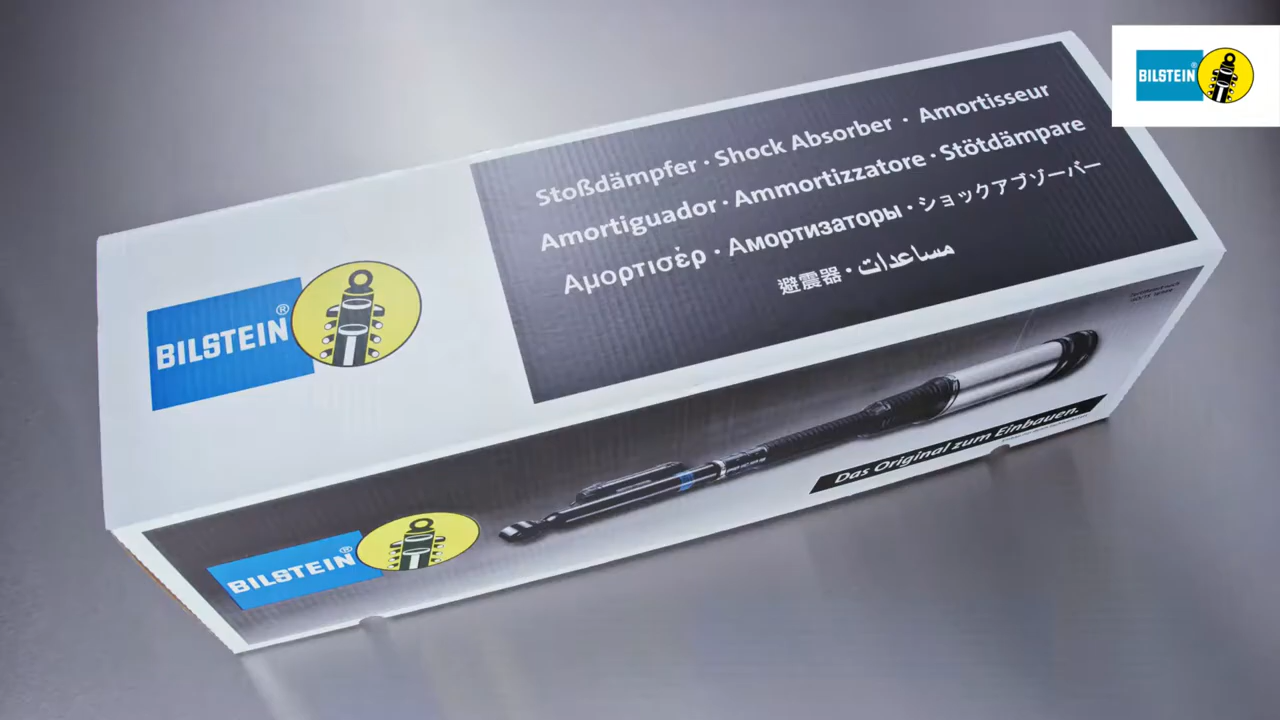 BILSTEIN®
Stoßdämpfer · Shock Absorber · Amortisseur
Amortiguador · Ammortizzatore · Stötdämpare
Αμορτισέρ · Амортизаторы · ショックアブゾーバー
避震器 · مساعدات
BILSTEIN®
BILSTEIN®
Das Original zum Einbauen.